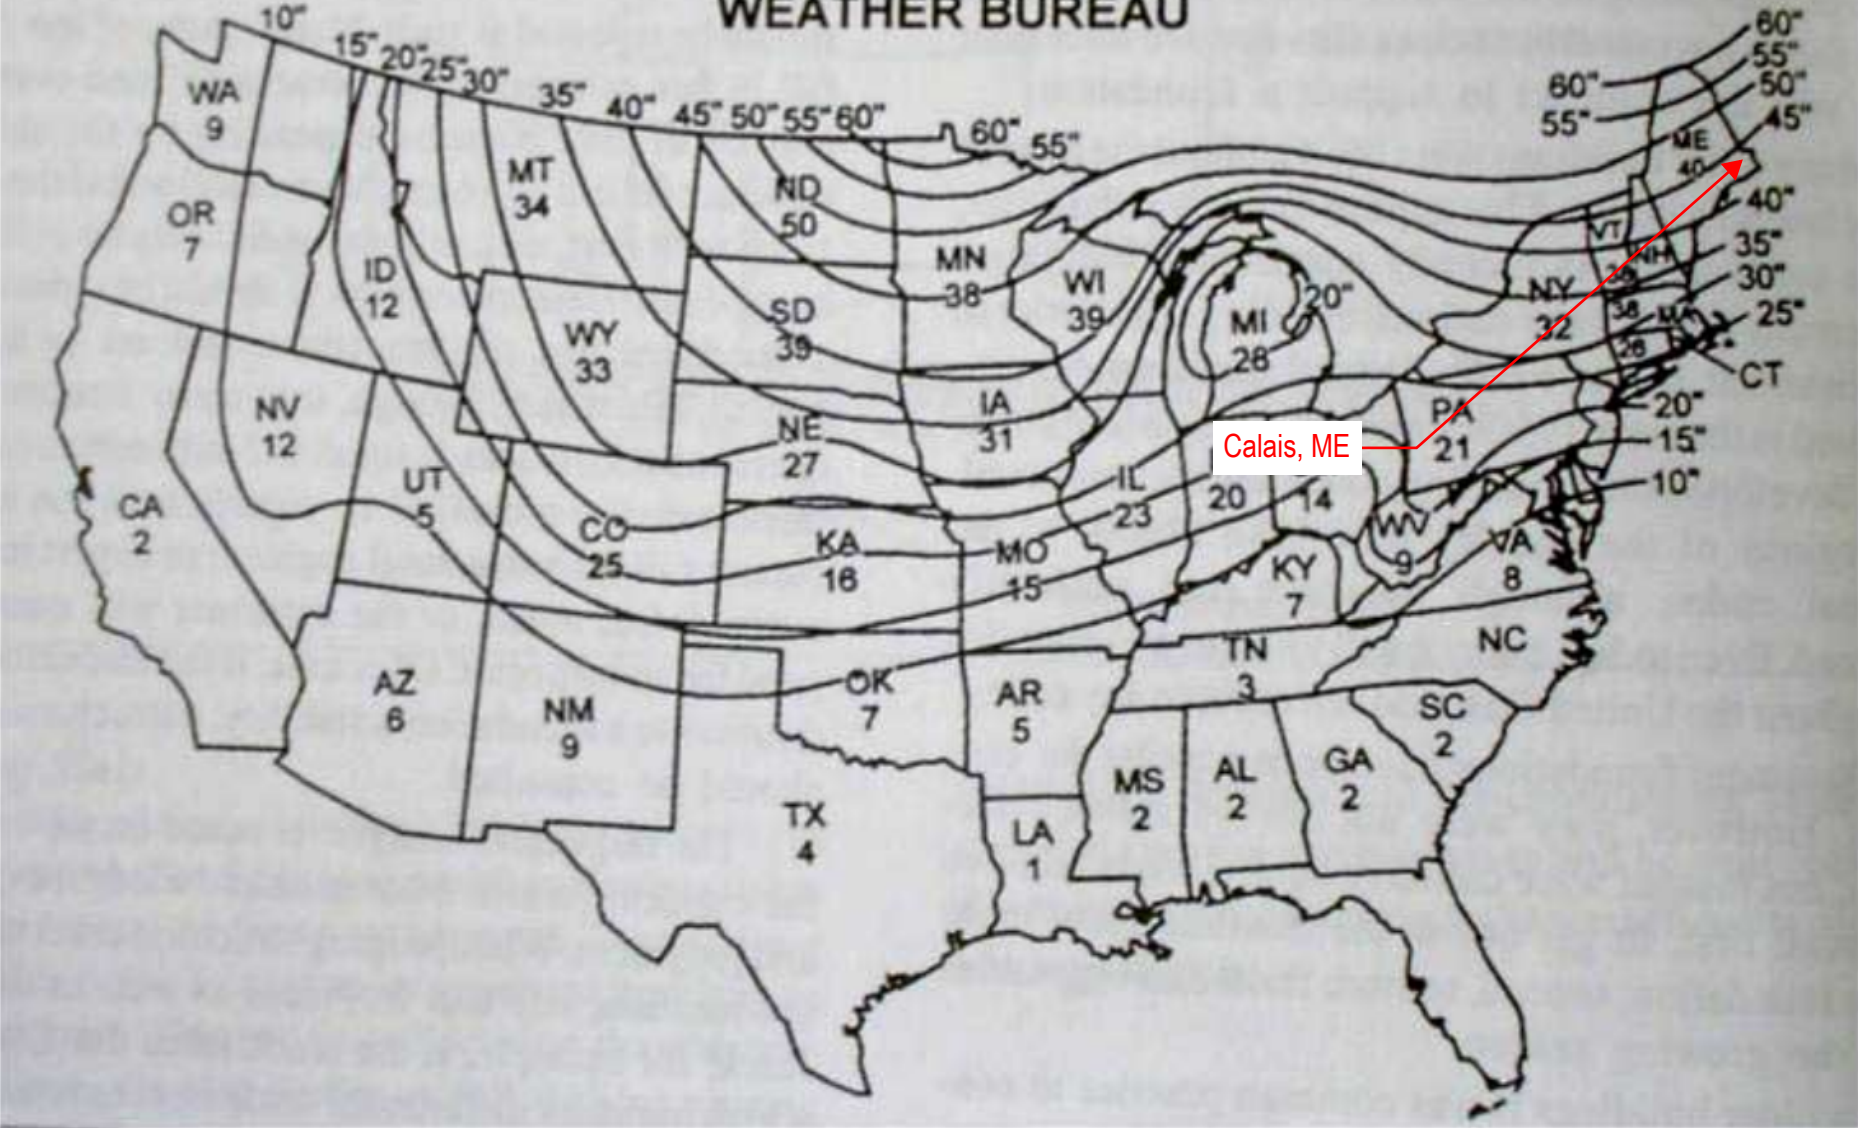 WEATHER BUREAU
10" 15" 20" 25" 30" 35" 40" 45" 50" 55" 60" 60" 55"
60" 55" 60" 55" 50" 45"
40" 35" 30" 25"
20" 15" 10"
20"
WA
9
OR
7
CA
2
NV
12
ID
12
MT
34
WY
33
UT
5
CO
25
AZ
6
NM
9
ND
50
SD
39
NE
27
KA
16
OK
7
TX
4
MN
38
IA
31
MO
15
AR
5
LA
1
WI
39
IL
23
MI
28
20
14
KY
7
TN
3
MS
2
AL
2
GA
2
SC
2
NC
VA
8
WV
9
PA
21
NY
32
VT
NH
38
MA
26
CT
ME
40
Calais, ME